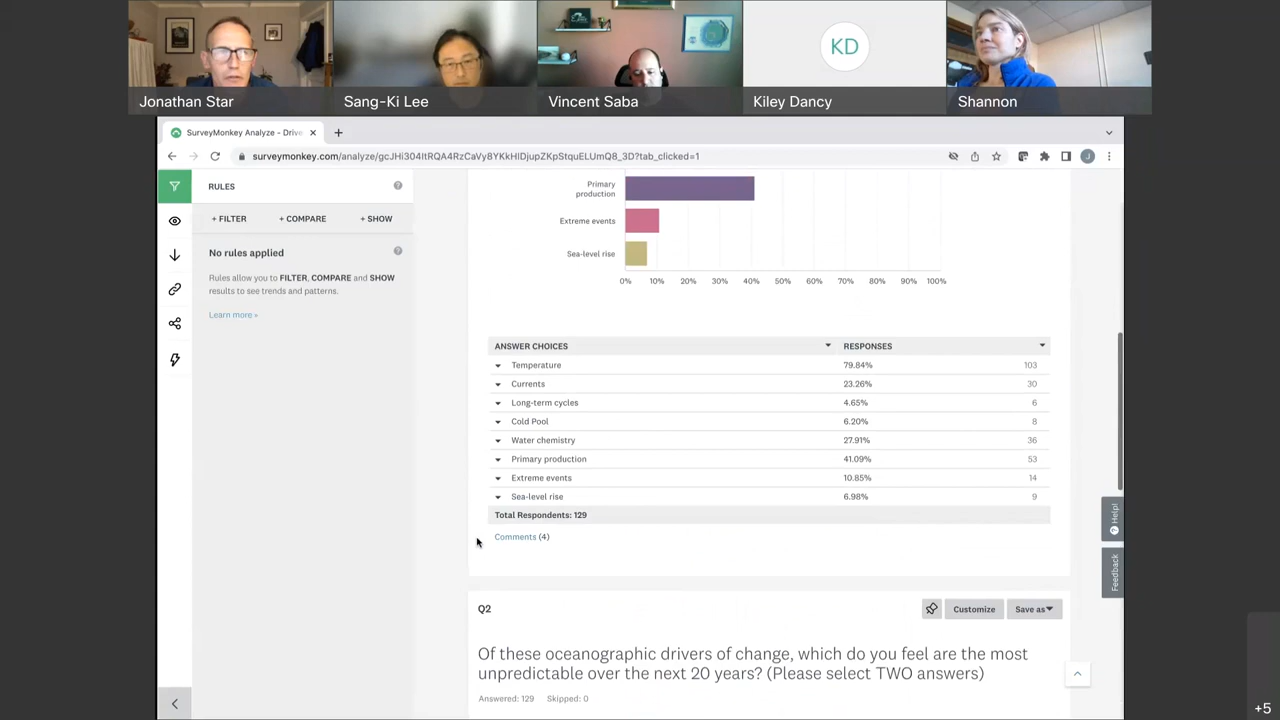 KD
Jonathan Star
Sang-Ki Lee
Vincent Saba
Kiley Dancy
Shannon
SurveyMonkey Analyze - Drive
surveymonkey.com/analyze/gcJHi304ItRQA4RzCaVy8YKkHlDjupZKpStquELUmQ8_3D?tab_clicked=1
J
RULES
+ FILTER
+ COMPARE
+ SHOW
No rules applied
Rules allow you to FILTER, COMPARE and SHOW
results to see trends and patterns.
Learn more »
Primary
production
Extreme events
Sea-level rise
0% 10% 20% 30% 40% 50% 60% 70% 80% 90% 100%
ANSWER CHOICES RESPONSES
Temperature 79.84% 103
Currents 23.26% 30
Long-term cycles 4.65% 6
Cold Pool 6.20% 8
Water chemistry 27.91% 36
Primary production 41.09% 53
Extreme events 10.85% 14
Sea-level rise 6.98% 9
Total Respondents: 129
Comments (4)
Help!
Feedback
Q2
Customize
Save as
Of these oceanographic drivers of change, which do you feel are the most
unpredictable over the next 20 years? (Please select TWO answers)
Answered: 129 Skipped: 0
+5